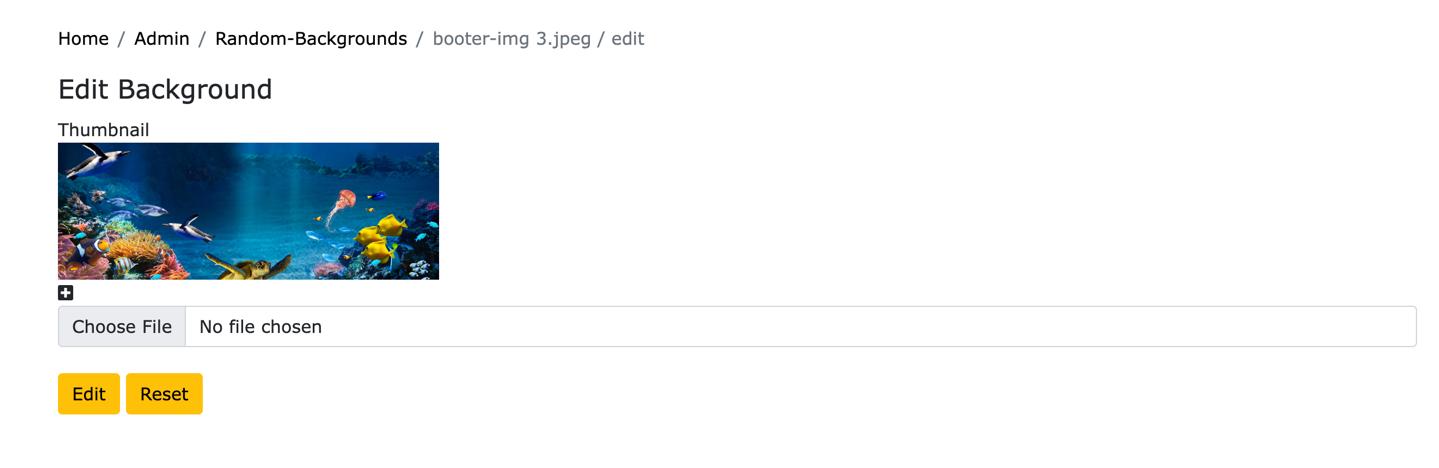 Home / Admin / Random-Backgrounds / booter-img 3.jpeg / edit
Edit Background
Thumbnail
Choose File No file chosen
Edit Reset